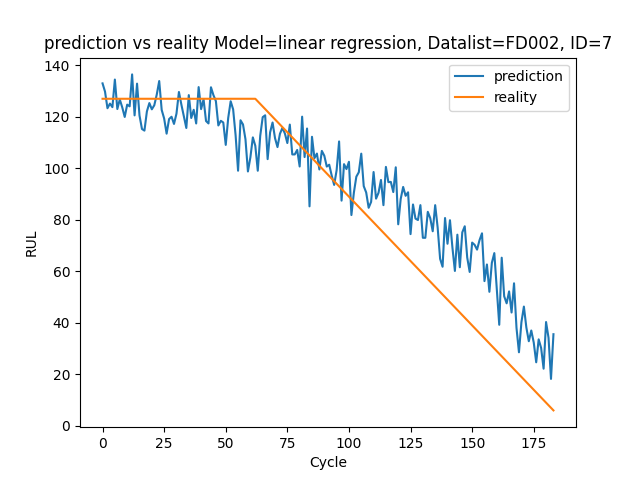 prediction vs reality Model=linear regression, Datalist=FD002, ID=7
prediction
reality
RUL
140
120
100
80
60
40
20
0
0 25 50 75 100 125 150 175
Cycle